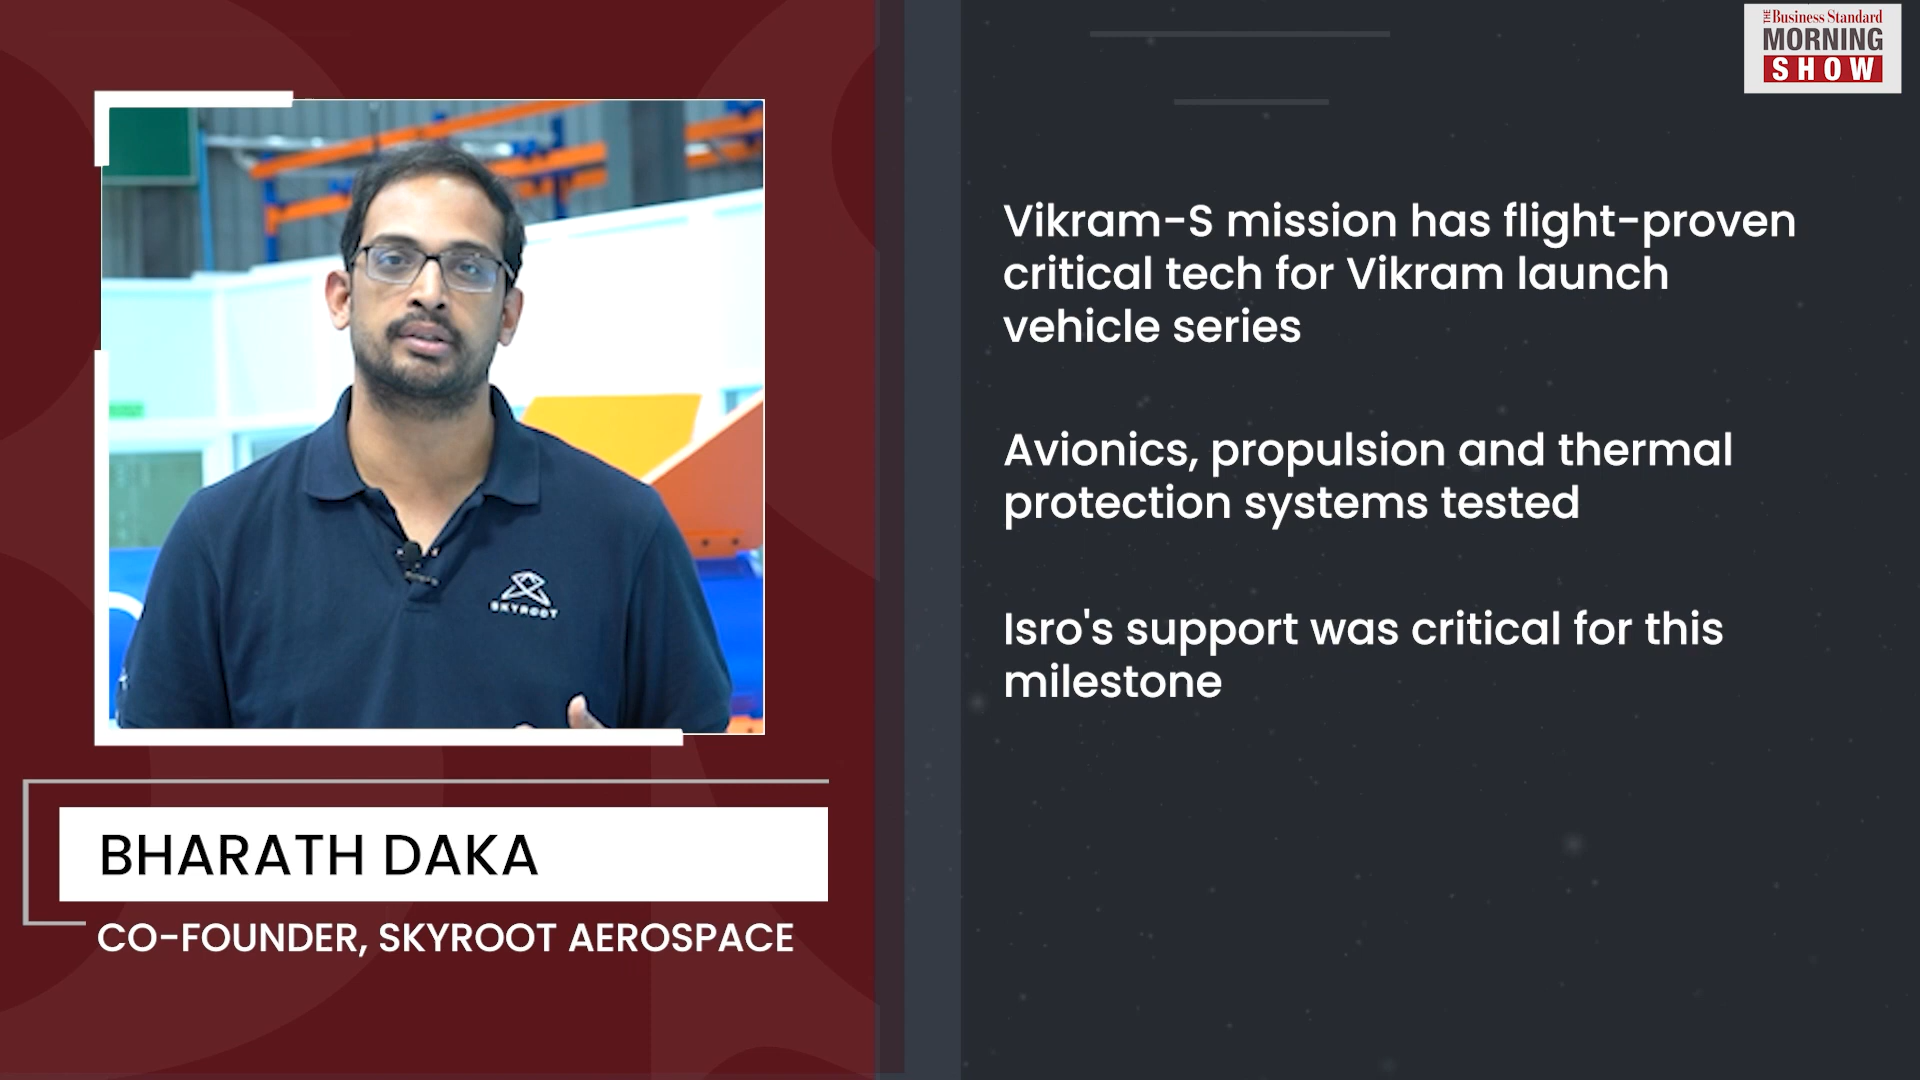 THE Business Standard
MORNING
SHOW
SKYROOT
BHARATH DAKA
CO-FOUNDER, SKYROOT AEROSPACE
Vikram-S mission has flight-proven
critical tech for Vikram launch
vehicle series
Avionics, propulsion and thermal
protection systems tested
Isro's support was critical for this
milestone